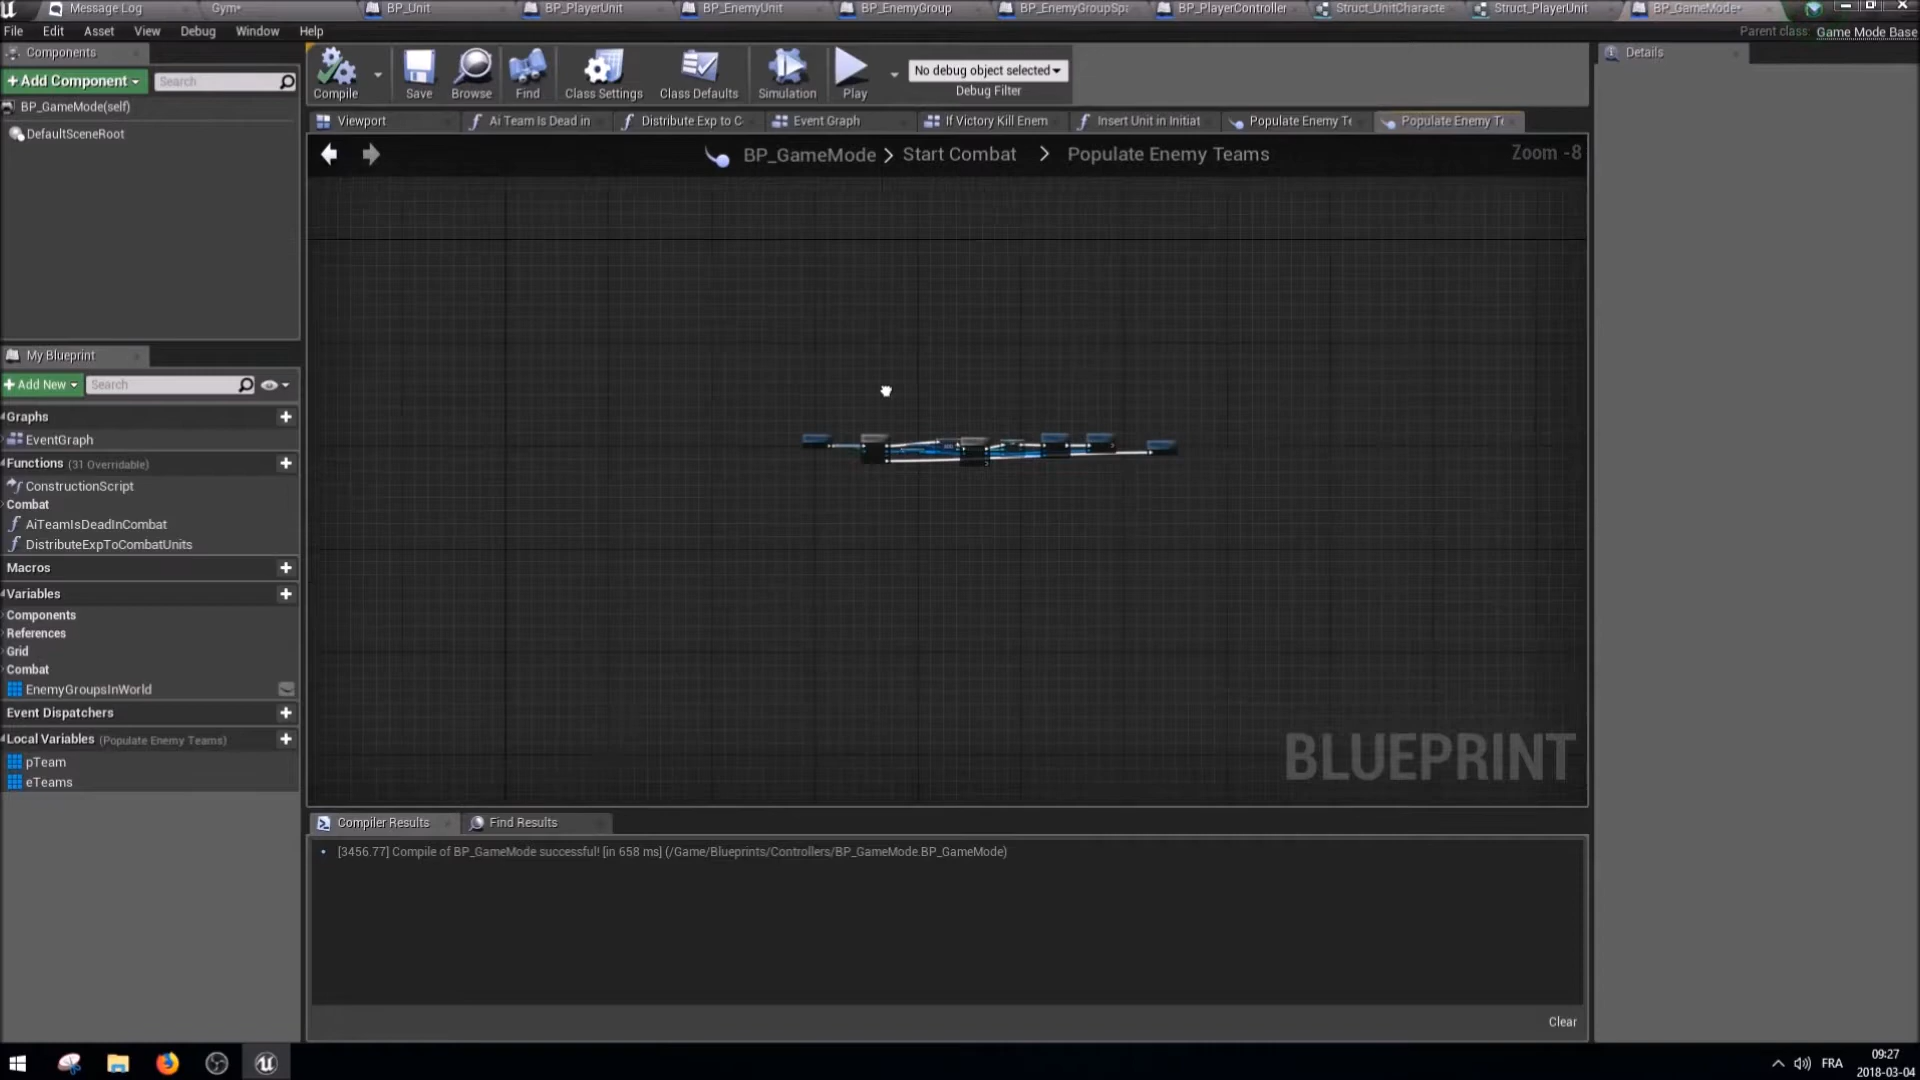 Message Log
Gym*
BP_Unit
BP_PlayerUnit
BP_EnemyUnit
BP_EnemyGroup
BP_EnemyGroupSpa
BP_PlayerController
Struct_UnitCharacte
Struct_PlayerUnit
BP_GameMode*
File Edit Asset View Debug Window Help
Parent class: Game Mode Base
Components
Details
+ Add Component
Search
BP_GameMode(self)
DefaultSceneRoot
Compile
Save
Browse
Find
Class Settings
Class Defaults
Simulation
Play
No debug object selected
Debug Filter
Viewport
Ai Team Is Dead in
Distribute Exp to C
Event Graph
If Victory Kill Enem
Insert Unit in Initiat
Populate Enemy Te
Populate Enemy Te
BP_GameMode > Start Combat > Populate Enemy Teams
Zoom -8
BLUEPRINT
My Blueprint
+ Add New
Search
Graphs
EventGraph
Functions (31 Overridable)
ConstructionScript
Combat
AiTeamIsDeadInCombat
DistributeExpToCombatUnits
Macros
Variables
Components
References
Grid
Combat
EnemyGroupsInWorld
Event Dispatchers
Local Variables (Populate Enemy Teams)
pTeam
eTeams
Compiler Results
Find Results
[3456.77] Compile of BP_GameMode successful! [in 658 ms] (/Game/Blueprints/Controllers/BP_GameMode.BP_GameMode)
Clear
FRA
09:27
2018-03-04